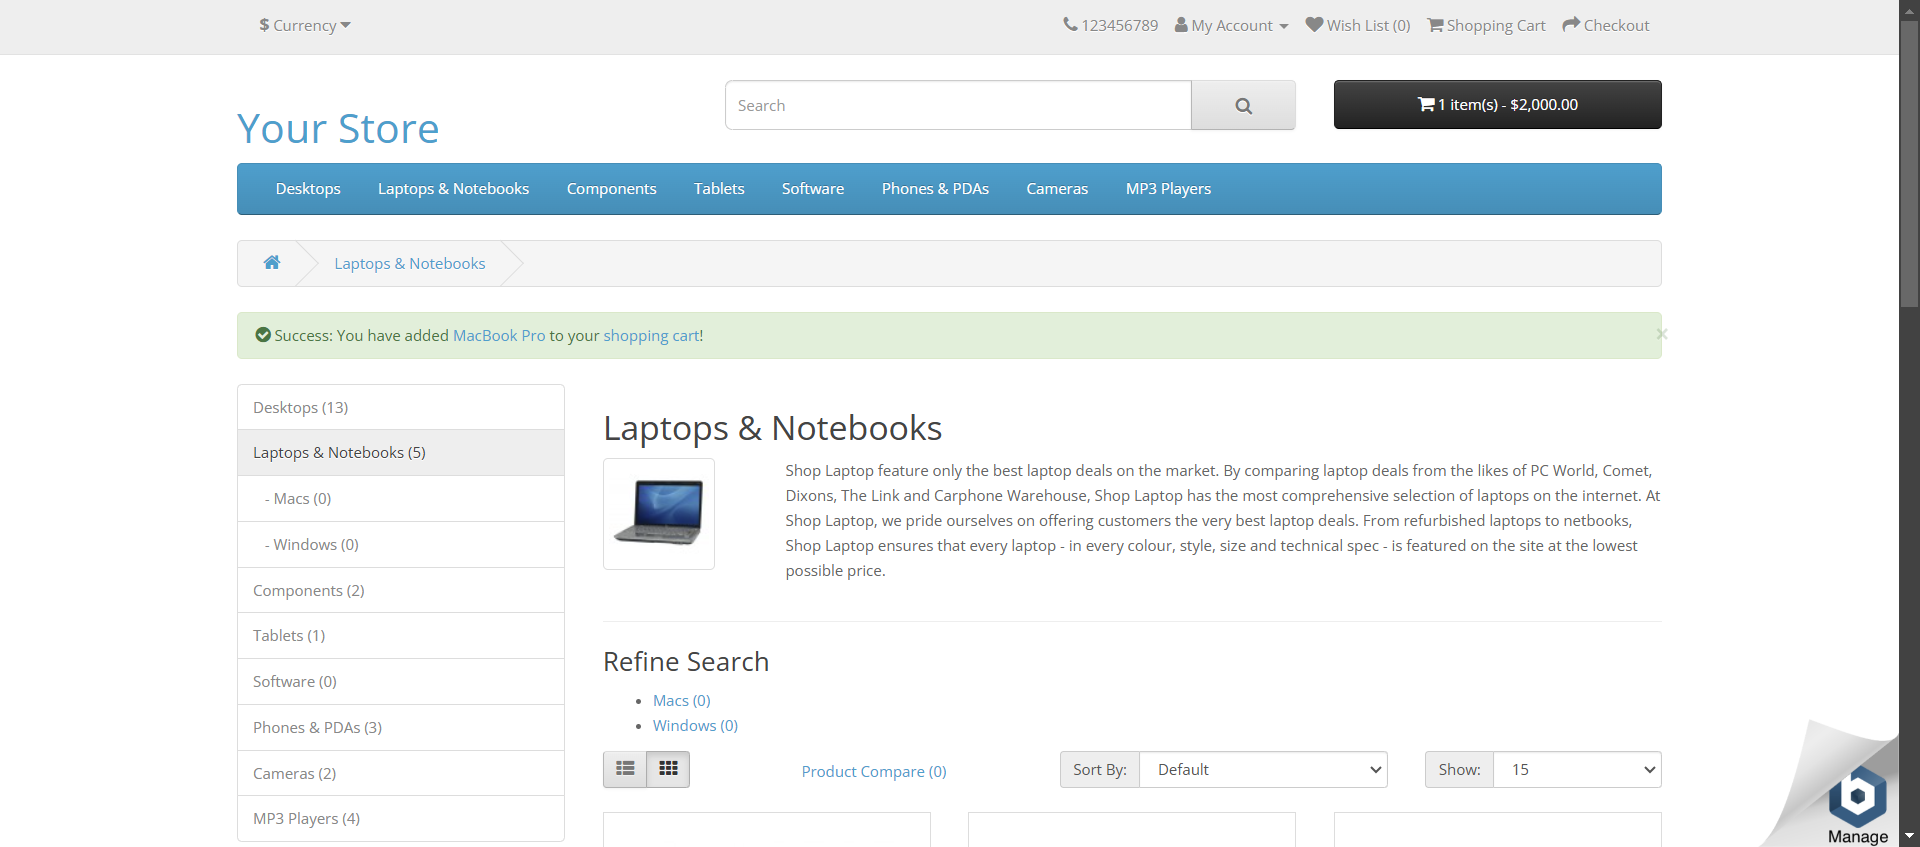 $ Currency
123456789 My Account Wish List (0) Shopping Cart Checkout
Your Store
Search
1 item(s) - $2,000.00
Desktops Laptops & Notebooks Components Tablets Software Phones & PDAs Cameras MP3 Players
Laptops & Notebooks
Success: You have added MacBook Pro to your shopping cart!
×
Desktops (13)
Laptops & Notebooks (5)
- Macs (0)
- Windows (0)
Components (2)
Tablets (1)
Software (0)
Phones & PDAs (3)
Cameras (2)
MP3 Players (4)
Laptops & Notebooks
Shop Laptop feature only the best laptop deals on the market. By comparing laptop deals from the likes of PC World, Comet,
Dixons, The Link and Carphone Warehouse, Shop Laptop has the most comprehensive selection of laptops on the internet. At
Shop Laptop, we pride ourselves on offering customers the very best laptop deals. From refurbished laptops to netbooks,
Shop Laptop ensures that every laptop - in every colour, style, size and technical spec - is featured on the site at the lowest
possible price.
Refine Search
Macs (0)
Windows (0)
Product Compare (0)
Sort By: Default
Show: 15
b
Manage